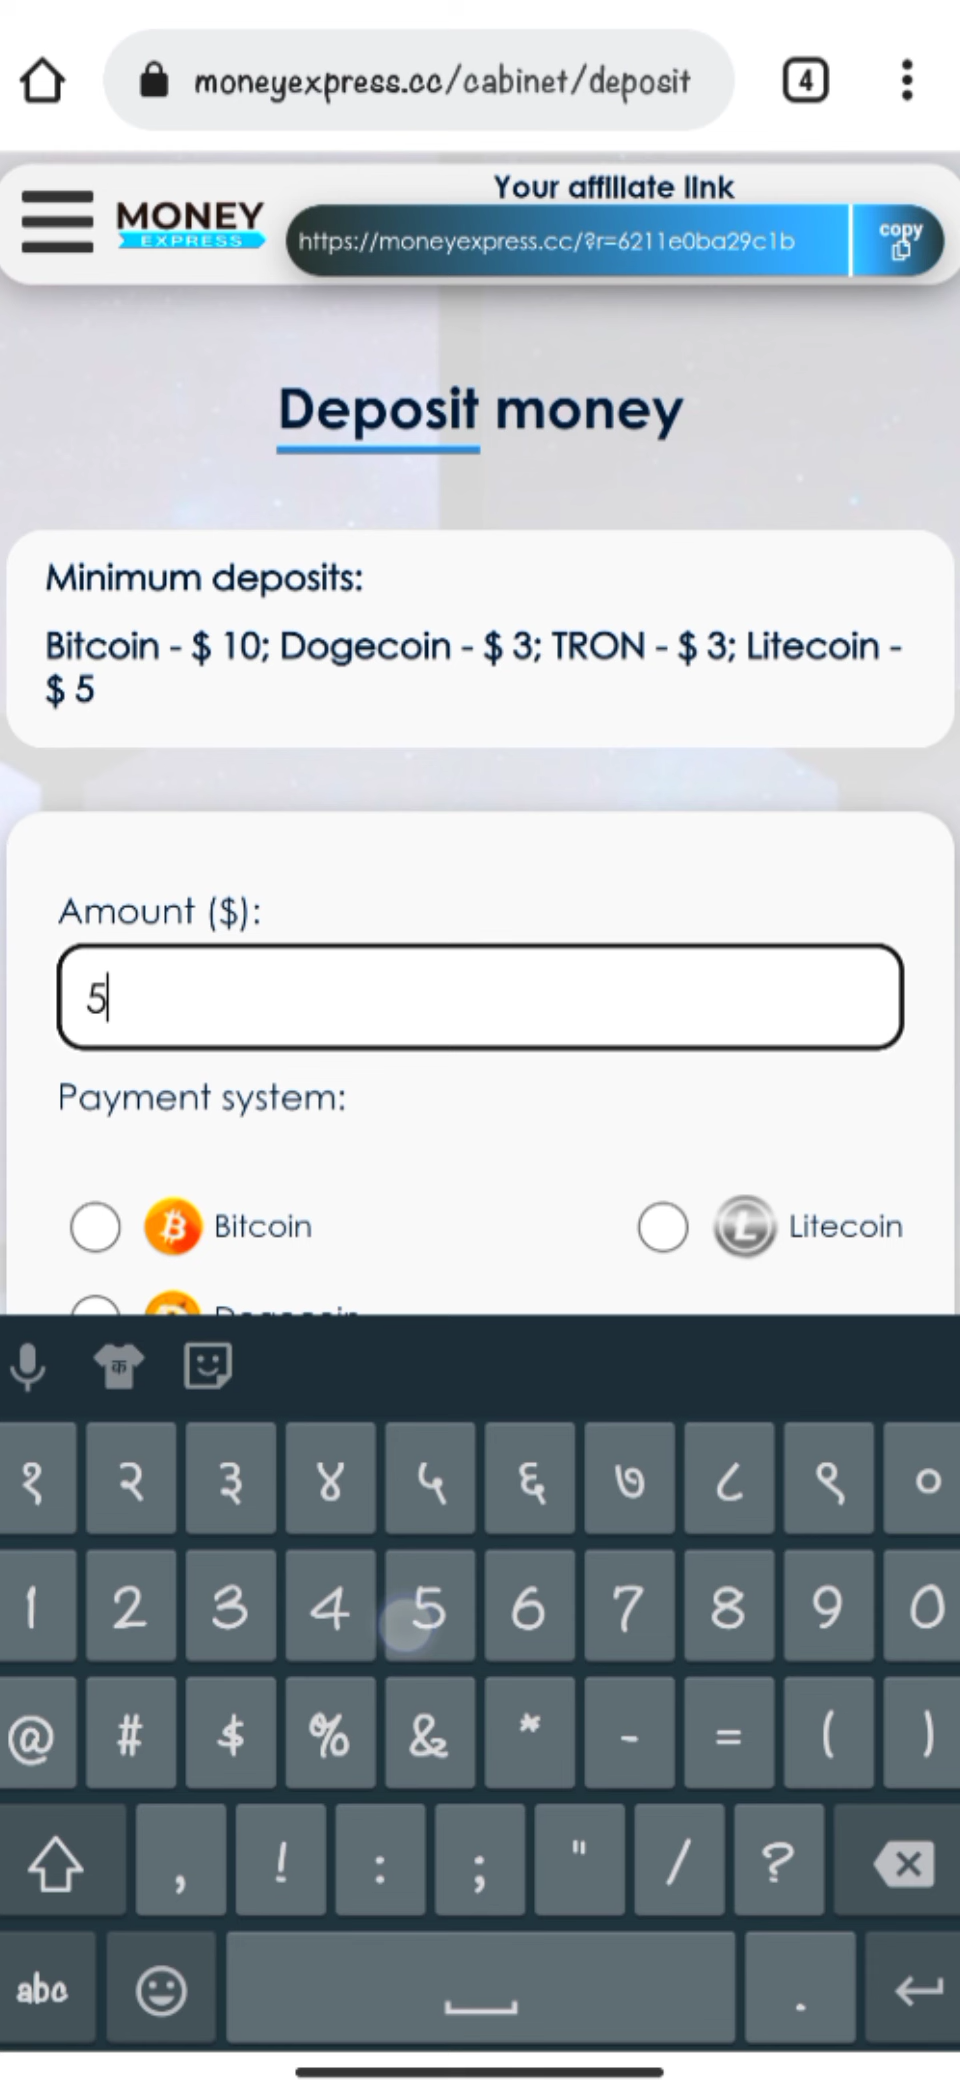 moneyexpress.cc/cabinet/deposit
4
Your affiliate link
MONEY
EXPRESS
https://moneyexpress.cc/?r=6211e0ba29c1b
copy
Deposit money
Minimum deposits:
Bitcoin - $ 10; Dogecoin - $ 3; TRON - $ 3; Litecoin -
$ 5
Amount ($):
5
Payment system:
Bitcoin
Litecoin
Dogecoin
क
१ २ ३ ४ ५ ६ ७ ८ ९ ०
1 2 3 4 5 6 7 8 9 0
@ # $ % & * - = ( )
, ! : ; " / ?
abc .